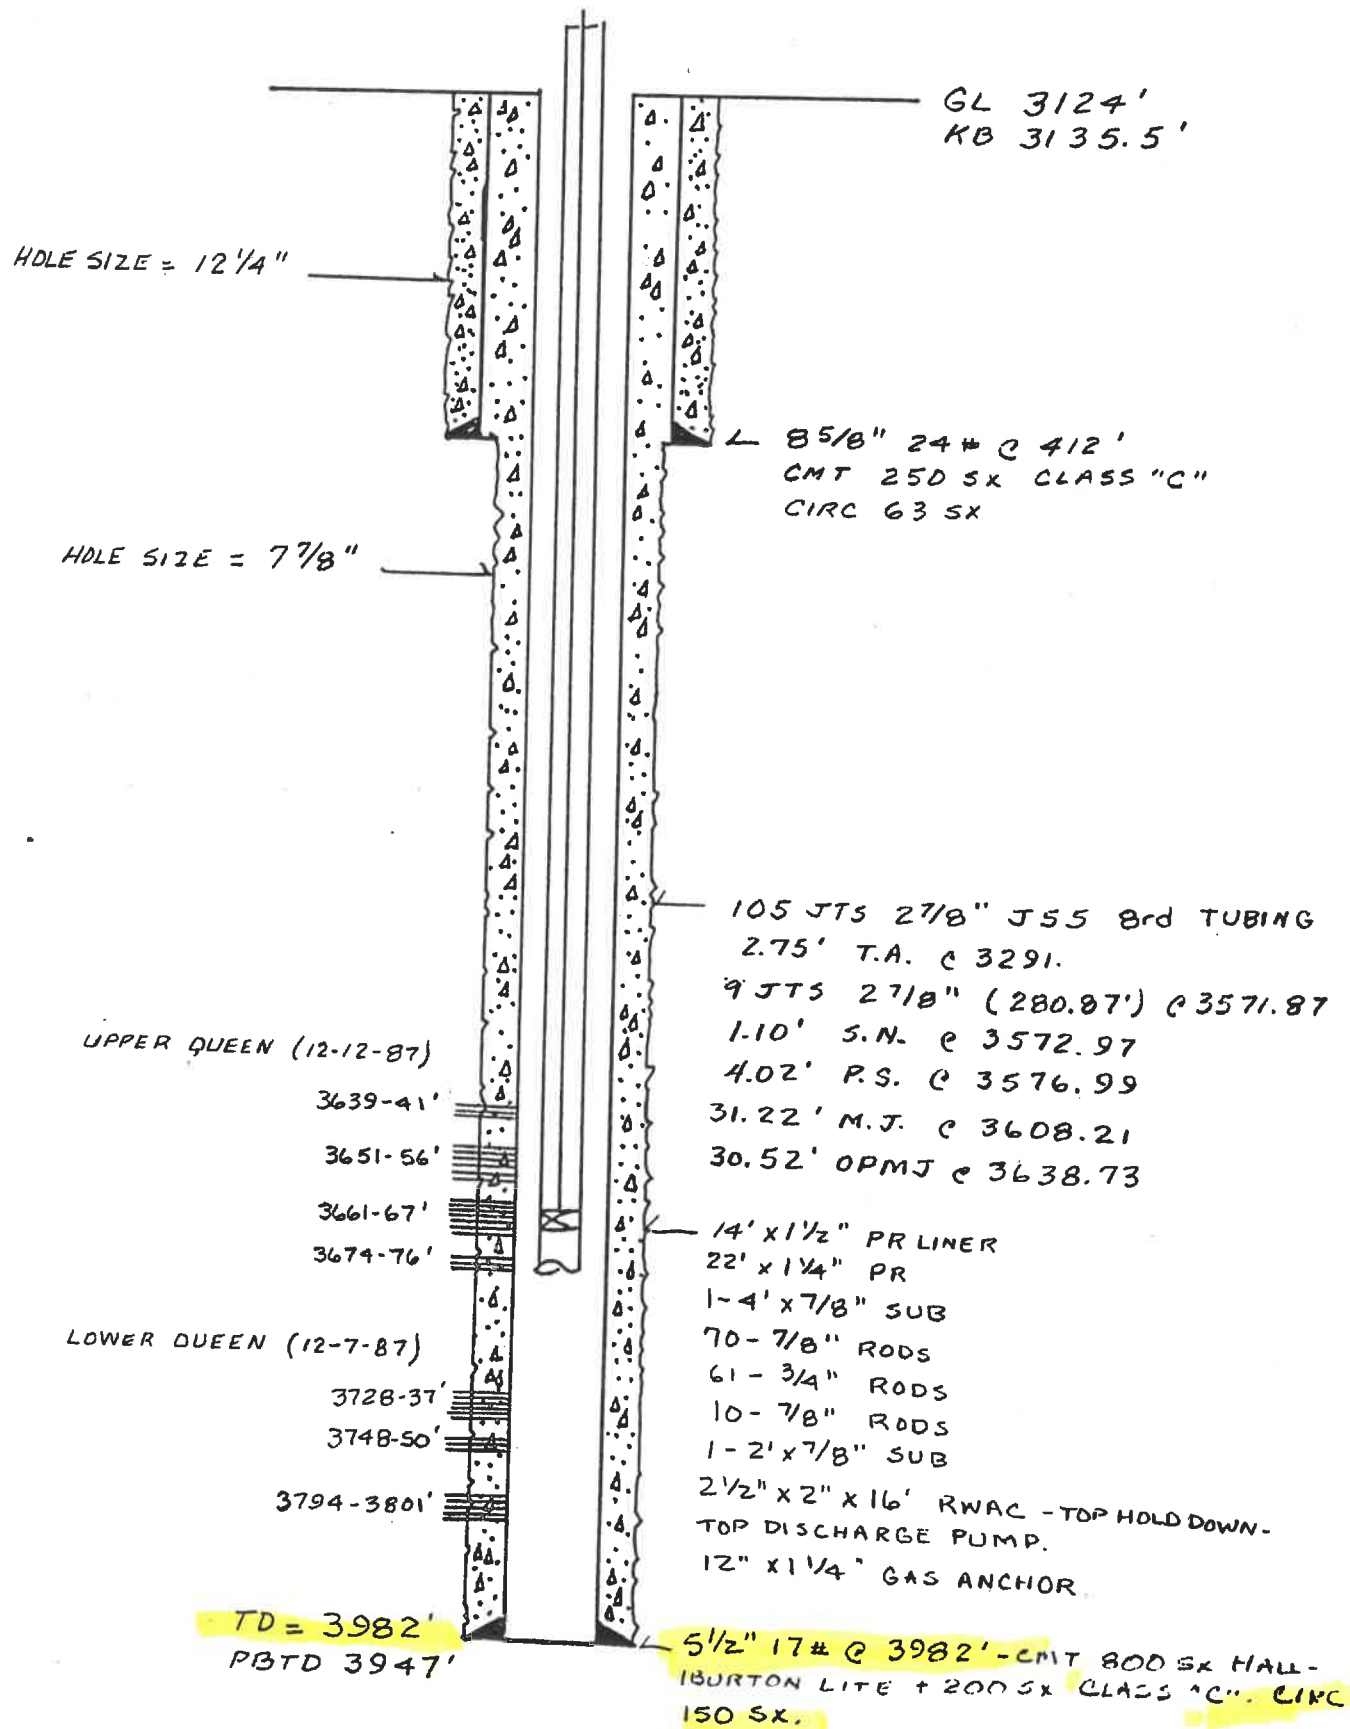 GL 3124'
KB 3135.5'
HOLE SIZE = 12 1/4"
8 5/8" 24# @ 412'
CMT 250 SX CLASS "C"
CIRC 63 SX
HOLE SIZE = 7 7/8"
105 JTS 2 7/8" J55 8rd TUBING
2.75' T.A. @ 3291.
9 JTS 2 7/8" (280.87') @ 3571.87
1.10' S.N. @ 3572.97
4.02' P.S. @ 3576.99
31.22' M.J. @ 3608.21
30.52' OPMJ @ 3638.73
UPPER QUEEN (12-12-87)
3639-41'
3651-56'
3661-67'
3674-76'
14' x 1 1/2" PR LINER
22' x 1 1/4" PR
1-4' x 7/8" SUB
70- 7/8" RODS
61- 3/4" RODS
10- 7/8" RODS
1-2' x 7/8" SUB
2 1/2" x 2" x 16' RWAC - TOP HOLD DOWN-
TOP DISCHARGE PUMP.
12" x 1 1/4" GAS ANCHOR
LOWER QUEEN (12-7-87)
3728-37'
3748-50'
3794-3801'
TD = 3982'
PBTD 3947'
5 1/2" 17# @ 3982' - CMT 800 SX HALL-
IBURTON LITE + 200 SX CLASS "C". CIRC
150 SX.